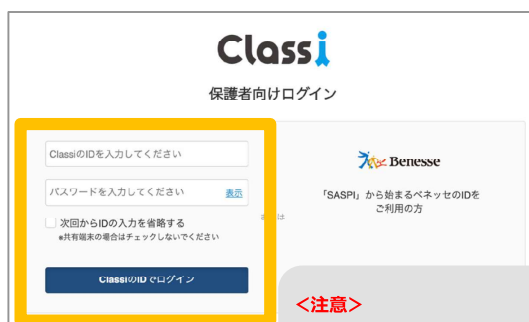 Classi
保護者向けログイン
ClassiのIDを入力してください
パスワードを入力してください 表示
次回からIDの入力を省略する
※共有端末の場合はチェックしないでください
ClassiのIDでログイン
Benesse
「SASPI」から始まるベネッセのIDを
ご利用の方
＜注意＞